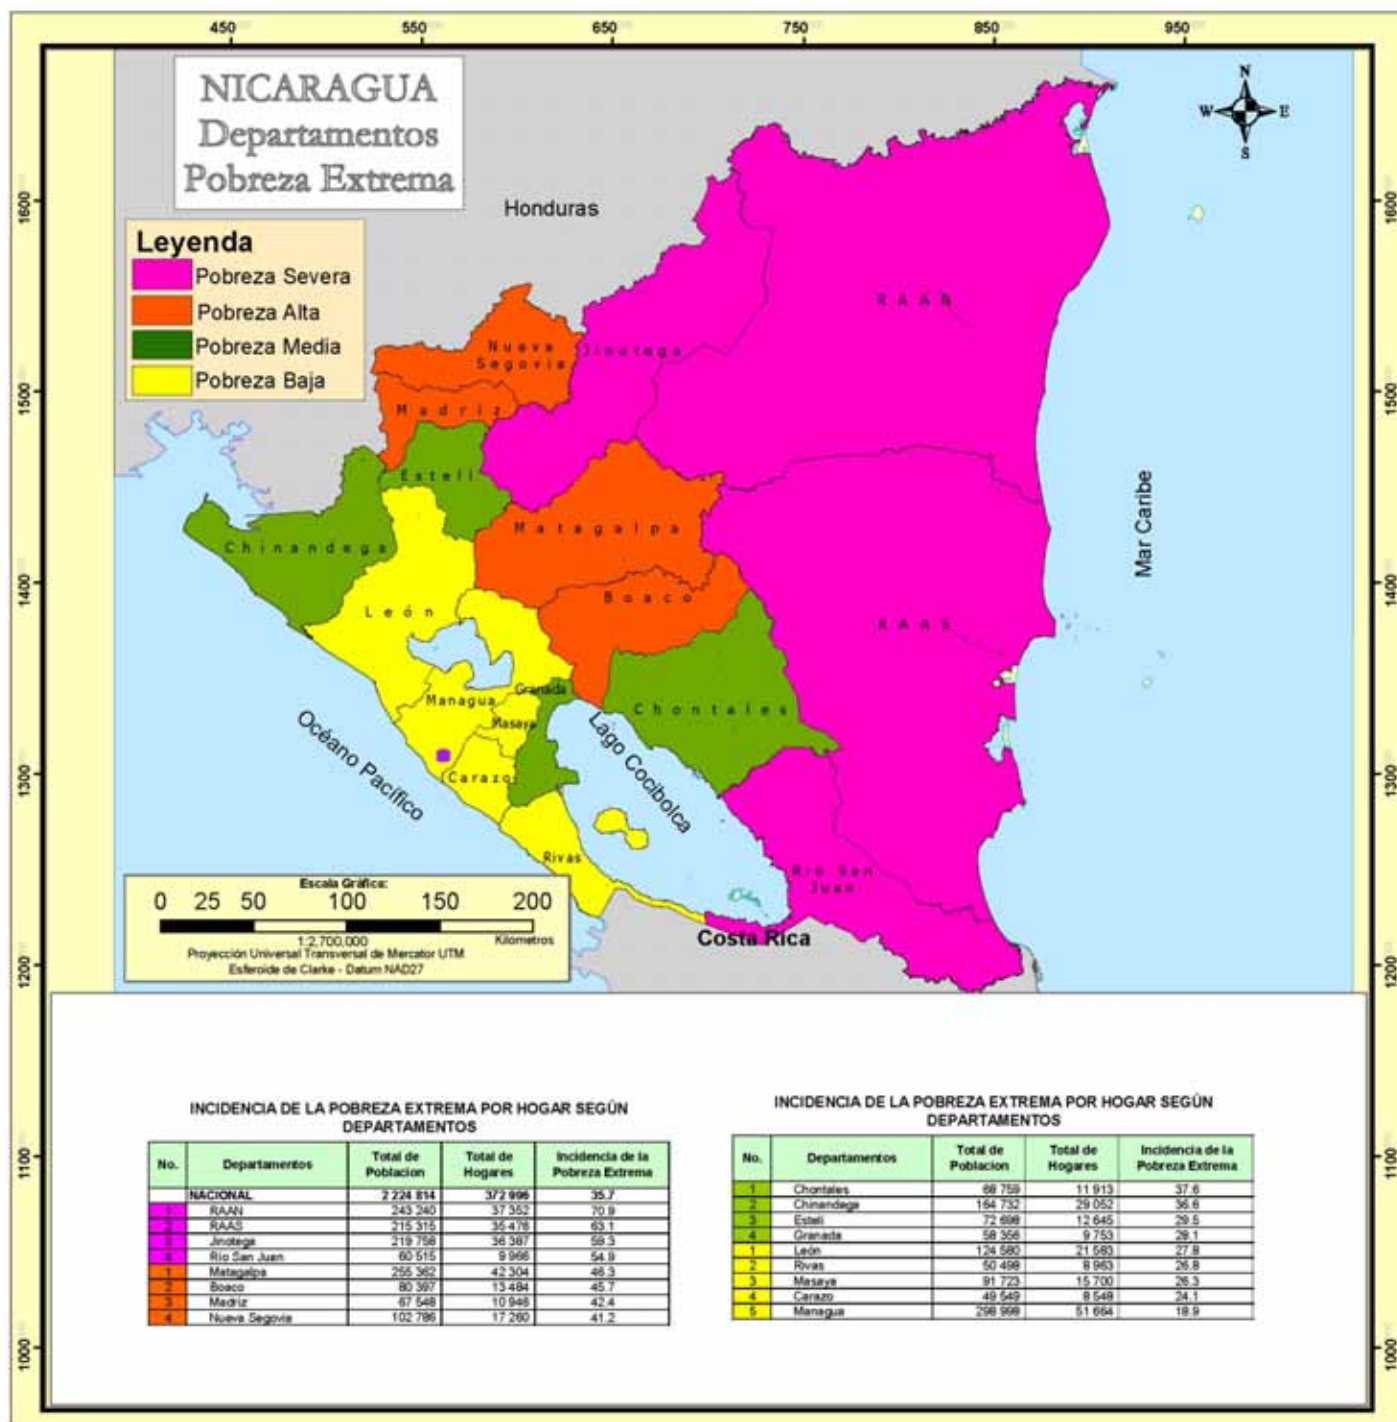 450 550 650 750 850 950
NICARAGUA
Departamentos
Pobreza Extrema
N
W E
S
Honduras
Leyenda
Pobreza Severa
Pobreza Alta
Pobreza Media
Pobreza Baja
1600 1600
1500 1500
1400 1400
1300 1300
1200 1200
1100 1100
1000 1000
RAAN
Nueva
Segovia
Jinotega
Madriz
Estelí
Matagalpa
Chinandega
Boaco
León
RAAS
Granada
Managua
Masaya
Chontales
Carazo
Rivas
Río San
Juan
Mar Caribe
Océano Pacífico
Lago Cocibolca
Costa Rica
Escala Gráfica:
0 25 50 100 150 200
1:2,700,000 Kilómetros
Proyección Universal Transversal de Mercator UTM
Esferoide de Clarke - Datum NAD27
INCIDENCIA DE LA POBREZA EXTREMA POR HOGAR SEGÚN
DEPARTAMENTOS
No. Departamentos Total de Poblacion Total de Hogares Incidencia de la Pobreza Extrema
NACIONAL 2 224 814 372 996 35.7
1 RAAN 243 240 37 352 70.9
2 RAAS 215 315 35 476 63.1
3 Jinotega 219 758 36 387 59.3
4 Rio San Juan 60 515 9 966 54.9
1 Matagalpa 255 362 42 304 46.3
2 Boaco 80 397 13 484 45.7
3 Madriz 67 548 10 946 42.4
4 Nueva Segovia 102 786 17 260 41.2
INCIDENCIA DE LA POBREZA EXTREMA POR HOGAR SEGÚN
DEPARTAMENTOS
No. Departamentos Total de Poblacion Total de Hogares Incidencia de la Pobreza Extrema
1 Chontales 68 759 11 913 37.6
2 Chinandega 164 732 29 052 36.6
3 Estelí 72 698 12 645 29.5
4 Granada 58 356 9 753 28.1
1 León 124 580 21 583 27.8
2 Rivas 50 498 8 963 26.8
3 Masaya 91 723 15 700 26.3
4 Carazo 49 549 8 548 24.1
5 Managua 298 998 51 664 18.9